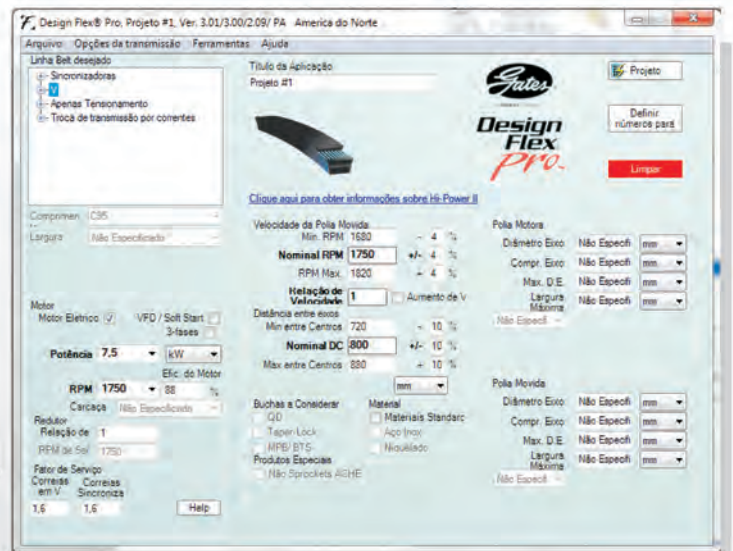 Design Flex® Pro, Projeto #1, Ver. 3.01/3.00/2.09/ PA America do Norte
Arquivo Opções da transmissão Ferramentas Ajuda
Linha Belt desejado
Sincronizadoras
V
Apenas Tensionamento
Troca de transmissão por correntes
Comprimen C95
Largura Não Especificado
Motor
Motor Eletrico VFD / Soft Start
3-fases
Potência 7,5 kW
Efic. do Motor
RPM 1750 88 %
Carcaça Não Especificado
Redutor
Relação de 1
RPM de Saí 1750
Fator de Serviço
Correias em V Correias Sincroniza
1,6 1,6 Help
Título da Aplicação
Projeto #1
Clique aqui para obter informações sobre Hi-Power II
Velocidade da Polia Movida
Min. RPM 1680 - 4 %
Nominal RPM 1750 +/- 4 %
RPM Max. 1820 + 4 %
Relação de Velocidade 1 Aumento de V
Distância entre eixos
Min entre Centros 720 - 10 %
Nominal DC 800 +/- 10 %
Max entre Centros 880 + 10 %
mm
Buchas a Considerar
QD
Taper-Lock
MPB/BTS
Material
Materiais Standarc
Aço Inox
Niquelado
Produtos Especiais
Não Sprockets AGHE
Gates
Design
Flex
Pro
Projeto
Definir
números para
Limpar
Polia Motora
Diâmetro Eixo Não Especifi mm
Compr. Eixo Não Especifi mm
Max. D.E. Não Especifi mm
Largura Máxima Não Especifi mm
Não Especifi
Polia Movida
Diâmetro Eixo Não Especifi mm
Compr. Eixo Não Especifi mm
Max. D.E. Não Especifi mm
Largura Máxima Não Especifi mm
Não Especifi